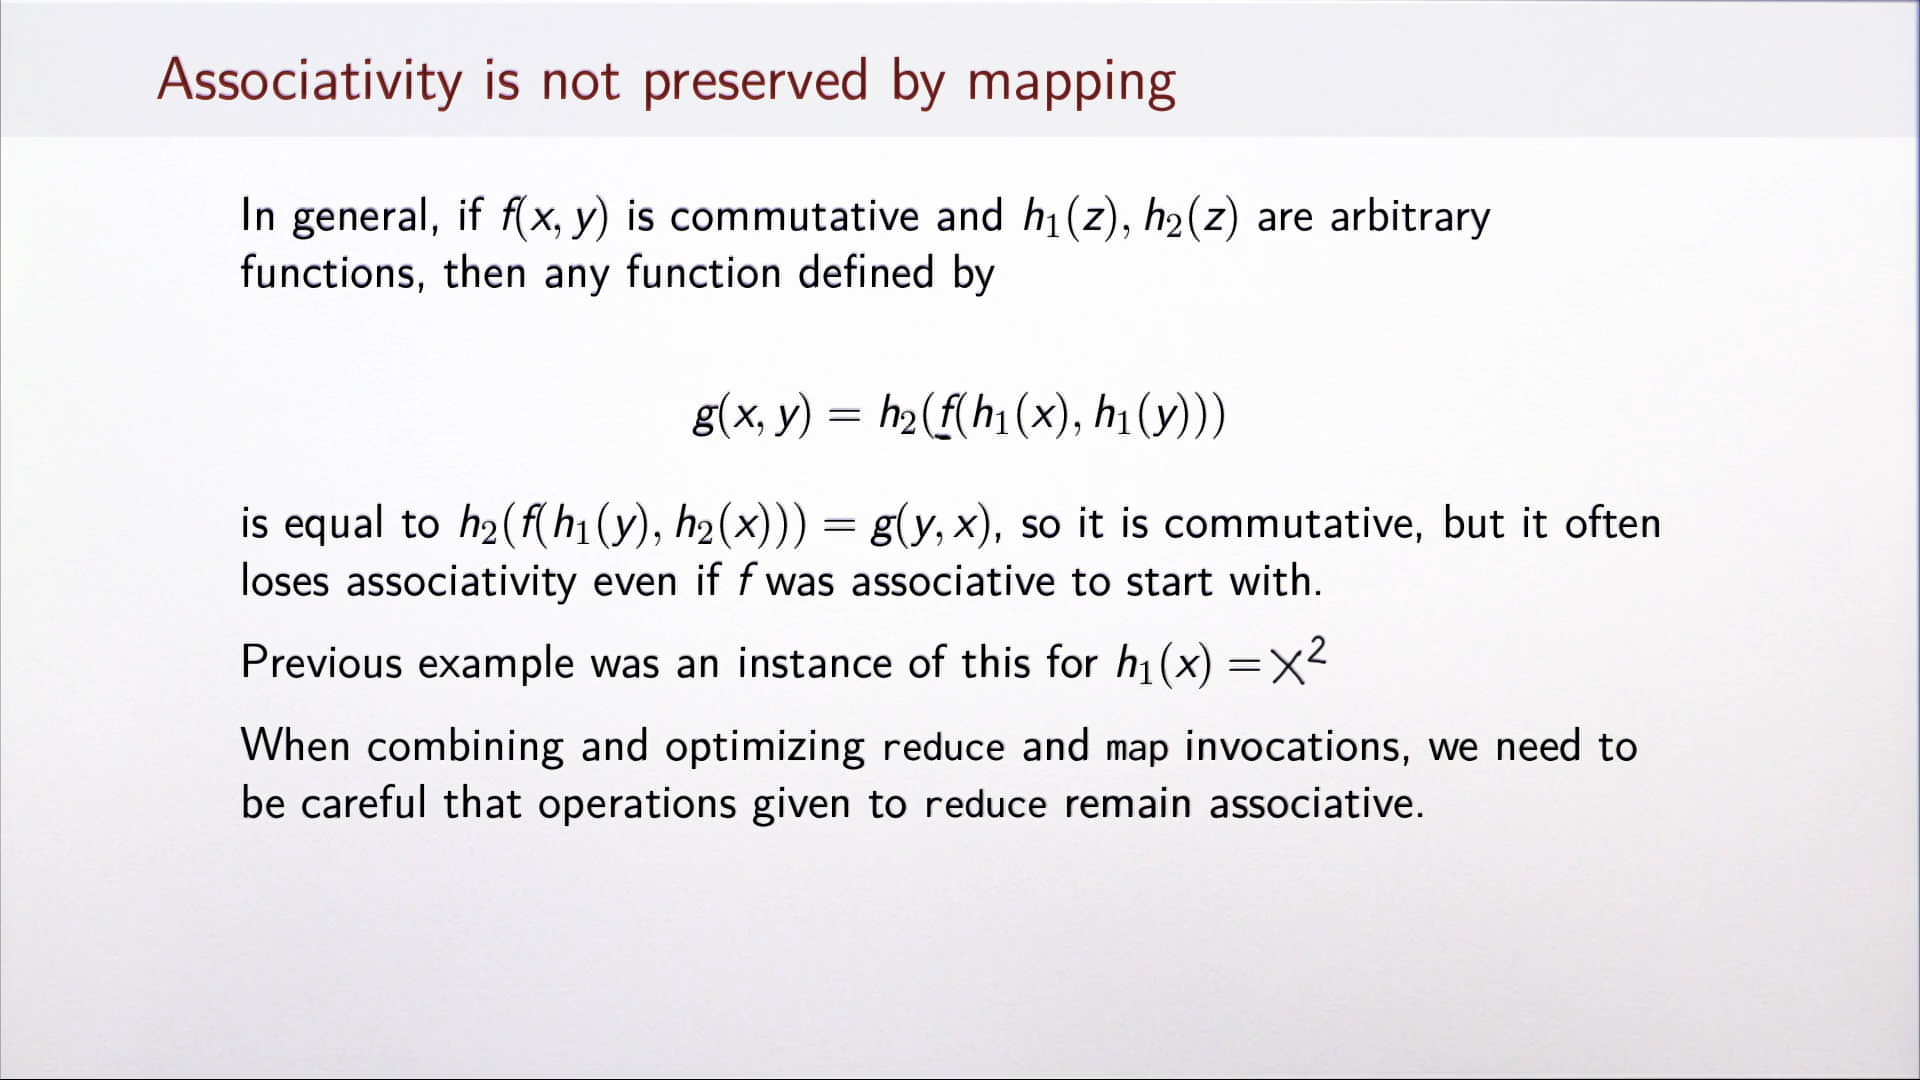 Associativity is not preserved by mapping
In general, if f(x, y) is commutative and h₁(z), h₂(z) are arbitrary
functions, then any function defined by
g(x, y) = h₂(f(h₁(x), h₁(y)))
is equal to h₂(f(h₁(y), h₂(x))) = g(y, x), so it is commutative, but it often
loses associativity even if f was associative to start with.
Previous example was an instance of this for h₁(x) = x²
When combining and optimizing reduce and map invocations, we need to
be careful that operations given to reduce remain associative.